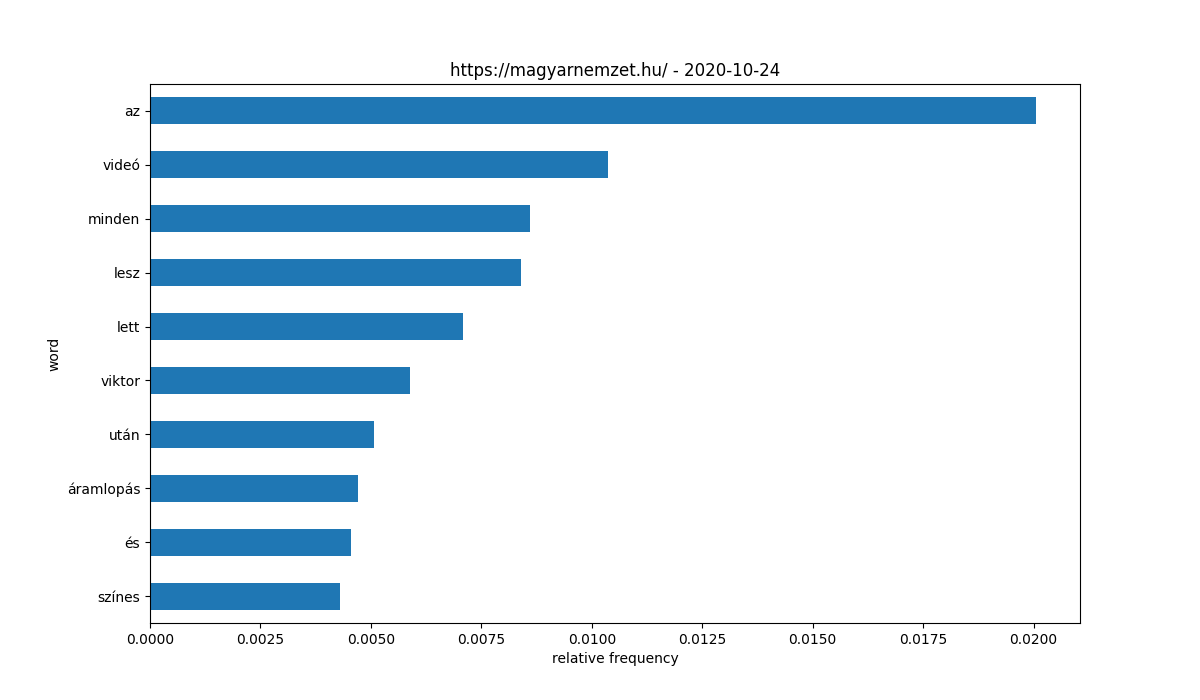 https://magyarnemzet.hu/ - 2020-10-24
az
videó
minden
lesz
lett
viktor
után
áramlopás
és
színes
word
0.0000 0.0025 0.0050 0.0075 0.0100 0.0125 0.0150 0.0175 0.0200
relative frequency